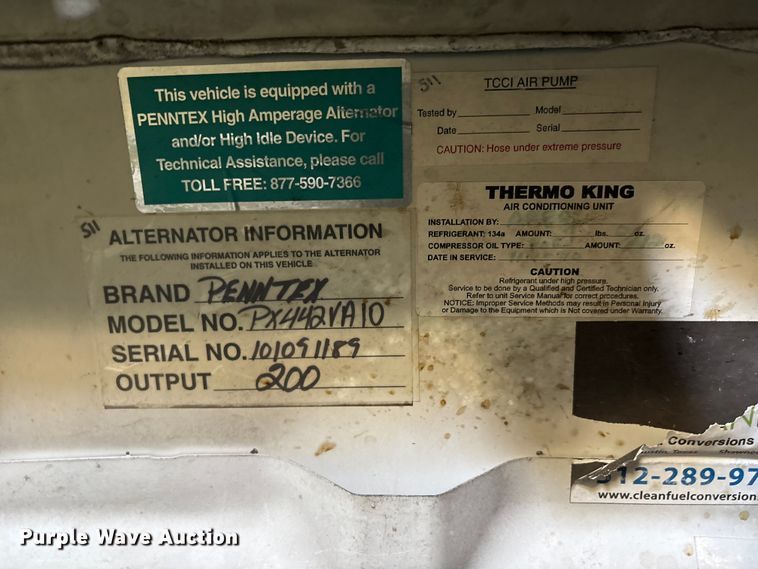 This vehicle is equipped with a
PENNTEX High Amperage Alternator
and/or High Idle Device. For
Technical Assistance, please call
TOLL FREE: 877-590-7366
511
TCCI AIR PUMP
Tested by Model
Date Serial
CAUTION: Hose under extreme pressure
THERMO KING
AIR CONDITIONING UNIT
INSTALLATION BY:
REFRIGERANT: 134a AMOUNT: lbs. oz.
COMPRESSOR OIL TYPE: AMOUNT: oz.
DATE IN SERVICE:
CAUTION
Refrigerant under high pressure.
Service to be done by a Qualified and Certified Technician only.
Refer to unit Service Manual for correct procedures.
NOTICE: Improper Service Methods may result in Personal Injury
or Damage to the Equipment which is Not covered under Warranty.
511
ALTERNATOR INFORMATION
THE FOLLOWING INFORMATION APPLIES TO THE ALTERNATOR
INSTALLED ON THIS VEHICLE
BRAND PENNTEX
MODEL NO. PX442VA10
SERIAL NO. 101091189
OUTPUT 200
Conversions
Texas
512-289-97
www.cleanfuelconversion
Purple Wave Auction